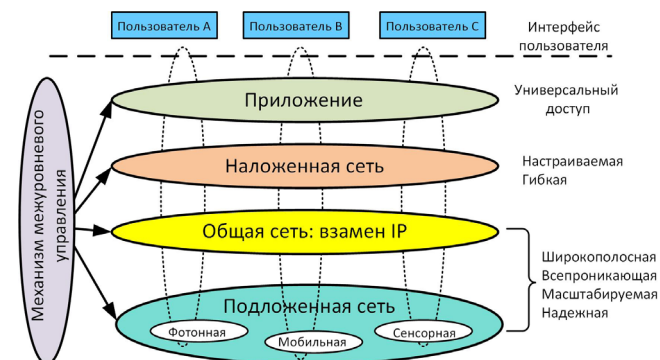 Пользователь А
Пользователь В
Пользователь С
Интерфейс
пользователя
Механизм межуровневого
управления
Приложение
Универсальный
доступ
Наложенная сеть
Настраиваемая
Гибкая
Общая сеть: взамен IP
Широкополосная
Всепроникающая
Масштабируемая
Надежная
Подложенная сеть
Фотонная
Мобильная
Сенсорная